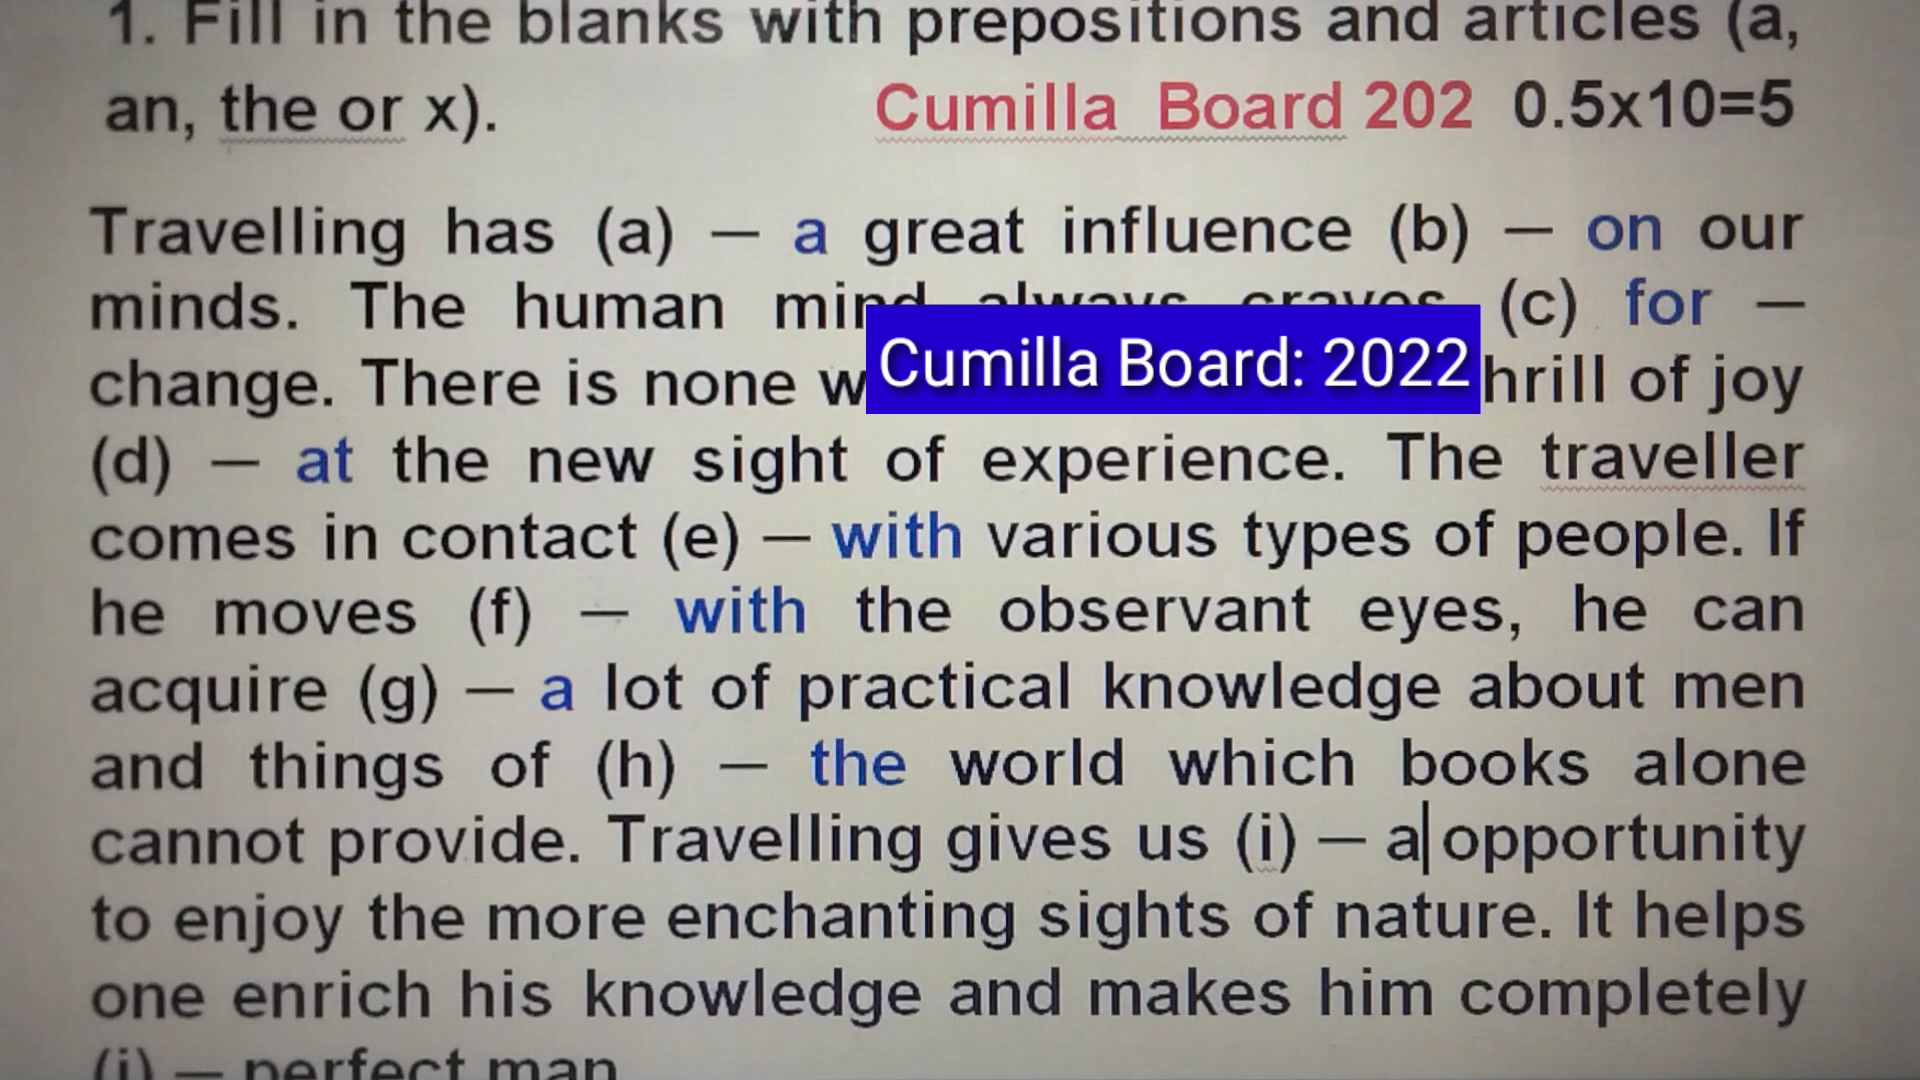 1. Fill in the blanks with prepositions and articles (a,
an, the or x). Cumilla Board 202 0.5x10=5
Travelling has (a) — a great influence (b) — on our
minds. The human mind always craves (c) for —
change. There is none w
Cumilla Board: 2022
hrill of joy
(d) — at the new sight of experience. The traveller
comes in contact (e) — with various types of people. If
he moves (f) — with the observant eyes, he can
acquire (g) — a lot of practical knowledge about men
and things of (h) — the world which books alone
cannot provide. Travelling gives us (i) — a opportunity
to enjoy the more enchanting sights of nature. It helps
one enrich his knowledge and makes him completely
(j) — perfect man